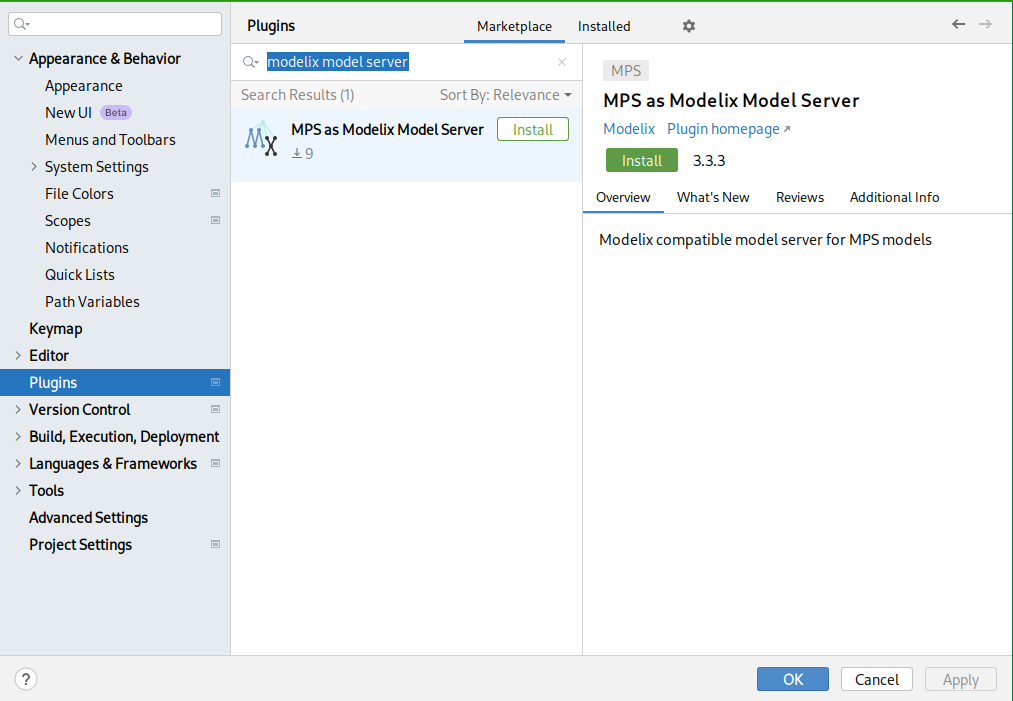 Plugins
Marketplace
Installed
Appearance & Behavior
Appearance
New UI Beta
Menus and Toolbars
System Settings
File Colors
Scopes
Notifications
Quick Lists
Path Variables
Keymap
Editor
Plugins
Version Control
Build, Execution, Deployment
Languages & Frameworks
Tools
Advanced Settings
Project Settings
modelix model server
Search Results (1)
Sort By: Relevance
MPS as Modelix Model Server
Install
9
MPS
MPS as Modelix Model Server
Modelix Plugin homepage
Install 3.3.3
Overview
What's New
Reviews
Additional Info
Modelix compatible model server for MPS models
?
OK
Cancel
Apply